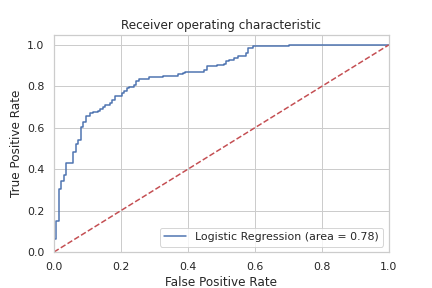 Receiver operating characteristic
True Positive Rate
1.0
0.8
0.6
0.4
0.2
0.0
Logistic Regression (area = 0.78)
0.0 0.2 0.4 0.6 0.8 1.0
False Positive Rate